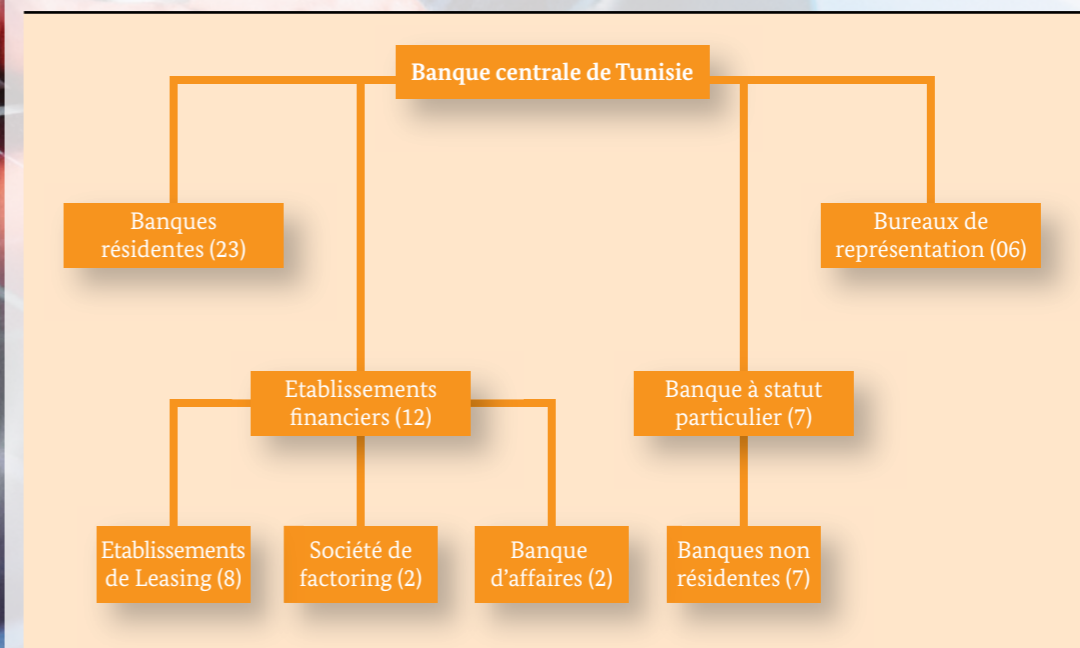 Banque centrale de Tunisie
Banques
résidentes (23)
Bureaux de
représentation (06)
Etablissements
financiers (12)
Banque à statut
particulier (7)
Etablissements
de Leasing (8)
Société de
factoring (2)
Banque
d'affaires (2)
Banques non
résidentes (7)